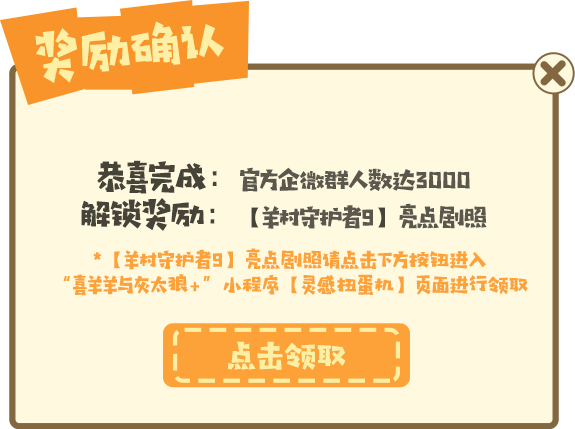 奖励确认
恭喜完成：官方企微群人数达3000
解锁奖励：【羊村守护者9】亮点剧照
*【羊村守护者9】亮点剧照请点击下方按钮进入
“喜羊羊与灰太狼+”小程序【灵感扭蛋机】页面进行领取
点击领取